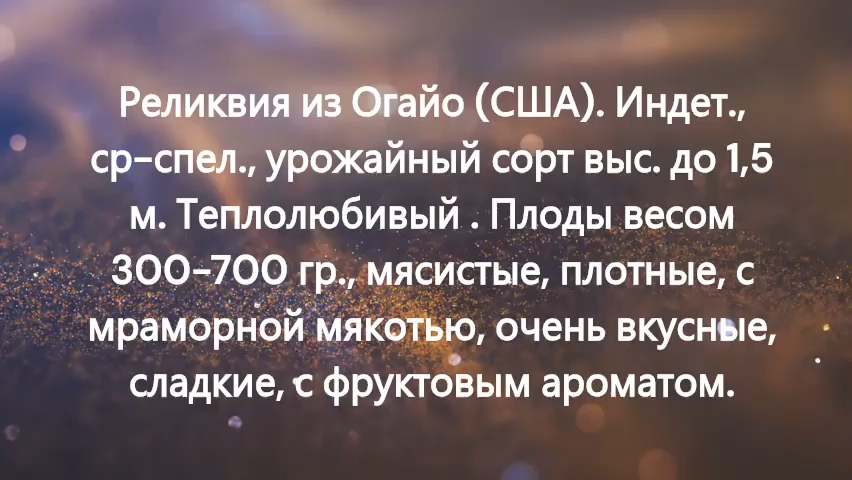 Реликвия из Огайо (США). Индет.,
ср-спел., урожайный сорт выс. до 1,5
м. Теплолюбивый . Плоды весом
300-700 гр., мясистые, плотные, с
мраморной мякотью, очень вкусные,
сладкие, с фруктовым ароматом.